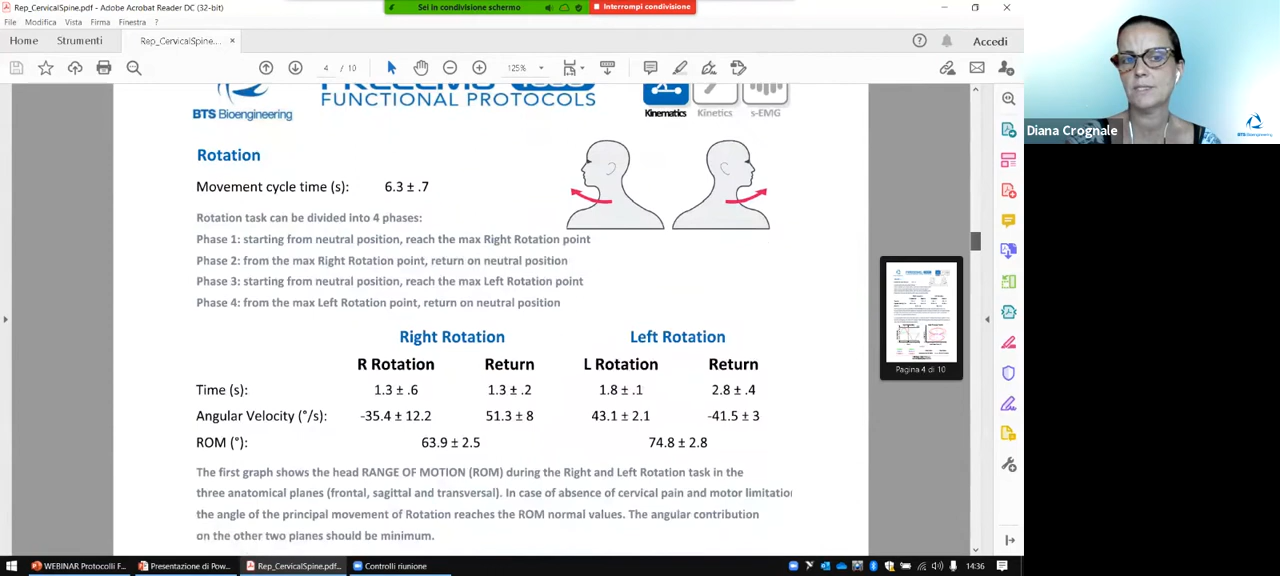 Rep_CervicalSpine.pdf - Adobe Acrobat Reader DC (32-bit)
Sei in condivisione schermo
Interrompi condivisione
File Modifica Vista Firma Finestra ?
Home Strumenti Rep_CervicalSpine.... × Accedi
4 / 10 125%
BTS Bioengineering
FUNCTIONAL PROTOCOLS
Kinematics Kinetics s-EMG
Rotation
Movement cycle time (s): 6.3 ± .7
Rotation task can be divided into 4 phases:
Phase 1: starting from neutral position, reach the max Right Rotation point
Phase 2: from the max Right Rotation point, return on neutral position
Phase 3: starting from neutral position, reach the max Left Rotation point
Phase 4: from the max Left Rotation point, return on neutral position
Right Rotation Left Rotation
R Rotation Return L Rotation Return
Time (s): 1.3 ± .6 1.3 ± .2 1.8 ± .1 2.8 ± .4
Angular Velocity (°/s): -35.4 ± 12.2 51.3 ± 8 43.1 ± 2.1 -41.5 ± 3
ROM (°): 63.9 ± 2.5 74.8 ± 2.8
The first graph shows the head RANGE OF MOTION (ROM) during the Right and Left Rotation task in the
three anatomical planes (frontal, sagittal and transversal). In case of absence of cervical pain and motor limitation
the angle of the principal movement of Rotation reaches the ROM normal values. The angular contribution
on the other two planes should be minimum.
Pagina 4 di 10
Diana Crognale
BTS Bioengineering
WEBINAR Protocolli F... Presentazione di Pow... Rep_CervicalSpine.pdf... Controlli riunione 14:36